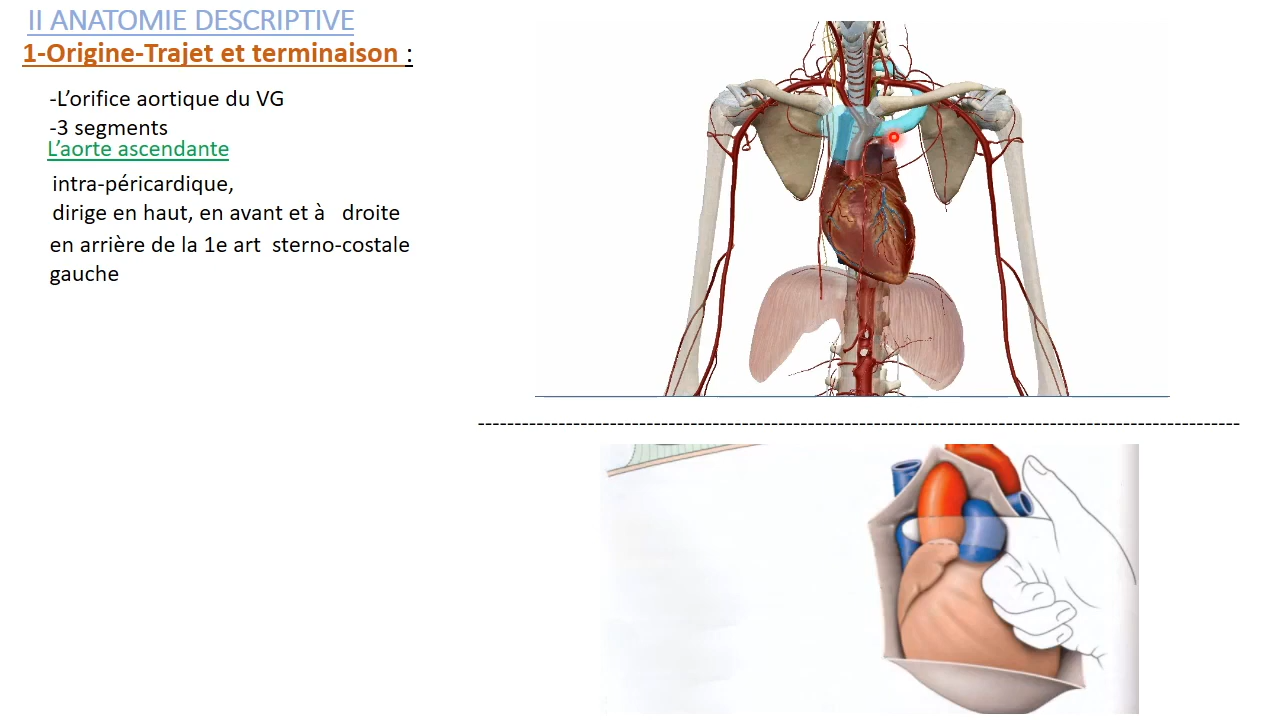 II ANATOMIE DESCRIPTIVE
1-Origine-Trajet et terminaison :
-L’orifice aortique du VG
-3 segments
L’aorte ascendante
intra-péricardique,
dirige en haut, en avant et à droite
en arrière de la 1e art sterno-costale
gauche